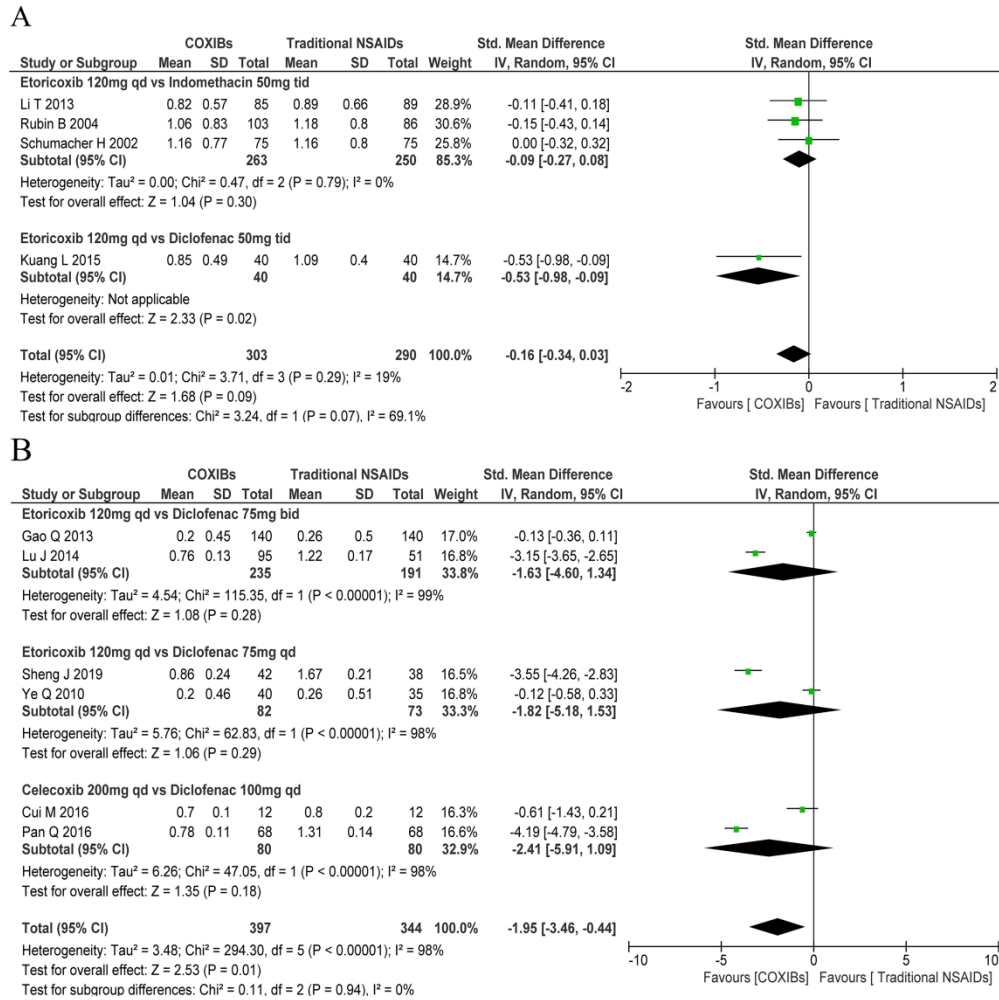 A
COXIBs Traditional NSAIDs Std. Mean Difference Std. Mean Difference
Study or Subgroup Mean SD Total Mean SD Total Weight IV, Random, 95% CI IV, Random, 95% CI
Etoricoxib 120mg qd vs Indomethacin 50mg tid
Li T 2013 0.82 0.57 85 0.89 0.66 89 28.9% -0.11 [-0.41, 0.18]
Rubin B 2004 1.06 0.83 103 1.18 0.8 86 30.6% -0.15 [-0.43, 0.14]
Schumacher H 2002 1.16 0.77 75 1.16 0.8 75 25.8% 0.00 [-0.32, 0.32]
Subtotal (95% CI) 263 250 85.3% -0.09 [-0.27, 0.08]
Heterogeneity: Tau² = 0.00; Chi² = 0.47, df = 2 (P = 0.79); I² = 0%
Test for overall effect: Z = 1.04 (P = 0.30)
Etoricoxib 120mg qd vs Diclofenac 50mg tid
Kuang L 2015 0.85 0.49 40 1.09 0.4 40 14.7% -0.53 [-0.98, -0.09]
Subtotal (95% CI) 40 40 14.7% -0.53 [-0.98, -0.09]
Heterogeneity: Not applicable
Test for overall effect: Z = 2.33 (P = 0.02)
Total (95% CI) 303 290 100.0% -0.16 [-0.34, 0.03]
Heterogeneity: Tau² = 0.01; Chi² = 3.71, df = 3 (P = 0.29); I² = 19%
Test for overall effect: Z = 1.68 (P = 0.09)
Test for subgroup differences: Chi² = 3.24, df = 1 (P = 0.07), I² = 69.1%
-2 -1 0 1 2
Favours [ COXIBs] Favours [ Traditional NSAIDs]
B
COXIBs Traditional NSAIDs Std. Mean Difference Std. Mean Difference
Study or Subgroup Mean SD Total Mean SD Total Weight IV, Random, 95% CI IV, Random, 95% CI
Etoricoxib 120mg qd vs Diclofenac 75mg bid
Gao Q 2013 0.2 0.45 140 0.26 0.5 140 17.0% -0.13 [-0.36, 0.11]
Lu J 2014 0.76 0.13 95 1.22 0.17 51 16.8% -3.15 [-3.65, -2.65]
Subtotal (95% CI) 235 191 33.8% -1.63 [-4.60, 1.34]
Heterogeneity: Tau² = 4.54; Chi² = 115.35, df = 1 (P < 0.00001); I² = 99%
Test for overall effect: Z = 1.08 (P = 0.28)
Etoricoxib 120mg qd vs Diclofenac 75mg qd
Sheng J 2019 0.86 0.24 42 1.67 0.21 38 16.5% -3.55 [-4.26, -2.83]
Ye Q 2010 0.2 0.46 40 0.26 0.51 35 16.8% -0.12 [-0.58, 0.33]
Subtotal (95% CI) 82 73 33.3% -1.82 [-5.18, 1.53]
Heterogeneity: Tau² = 5.76; Chi² = 62.83, df = 1 (P < 0.00001); I² = 98%
Test for overall effect: Z = 1.06 (P = 0.29)
Celecoxib 200mg qd vs Diclofenac 100mg qd
Cui M 2016 0.7 0.1 12 0.8 0.2 12 16.3% -0.61 [-1.43, 0.21]
Pan Q 2016 0.78 0.11 68 1.31 0.14 68 16.6% -4.19 [-4.79, -3.58]
Subtotal (95% CI) 80 80 32.9% -2.41 [-5.91, 1.09]
Heterogeneity: Tau² = 6.26; Chi² = 47.05, df = 1 (P < 0.00001); I² = 98%
Test for overall effect: Z = 1.35 (P = 0.18)
Total (95% CI) 397 344 100.0% -1.95 [-3.46, -0.44]
Heterogeneity: Tau² = 3.48; Chi² = 294.30, df = 5 (P < 0.00001); I² = 98%
Test for overall effect: Z = 2.53 (P = 0.01)
Test for subgroup differences: Chi² = 0.11, df = 2 (P = 0.94), I² = 0%
-10 -5 0 5 10
Favours [COXIBs] Favours [ Traditional NSAIDs]